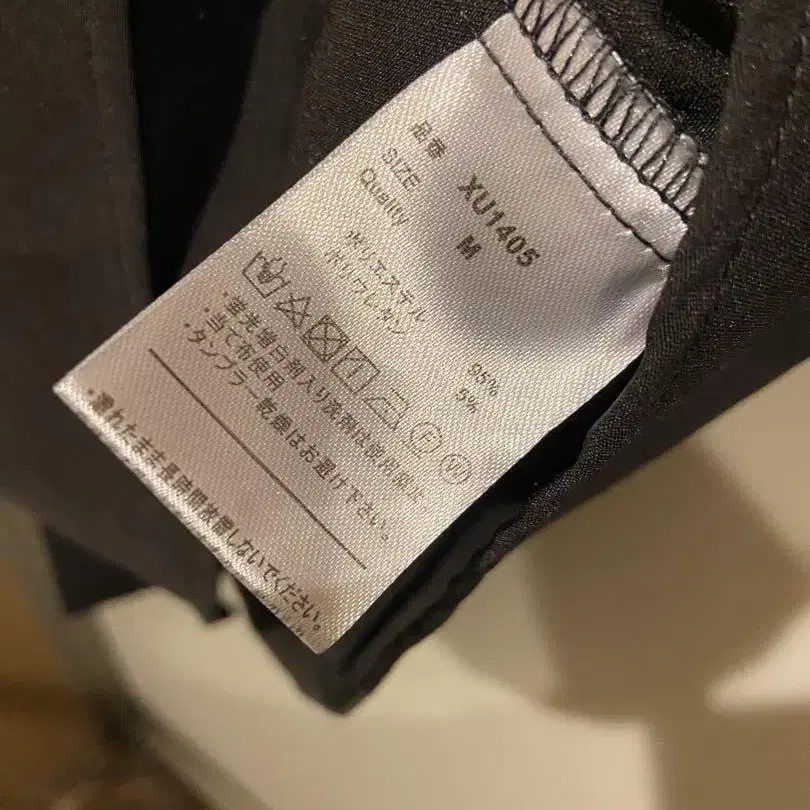 品番 XU1405
SIZE M
Quality
ポリエステル 95%
ポリウレタン 5%
・蛍光増白剤入り洗剤は使用禁止
・当て布使用
・タンブラー乾燥はお避け下さい。
・濡れたまま長時間放置しないでください。